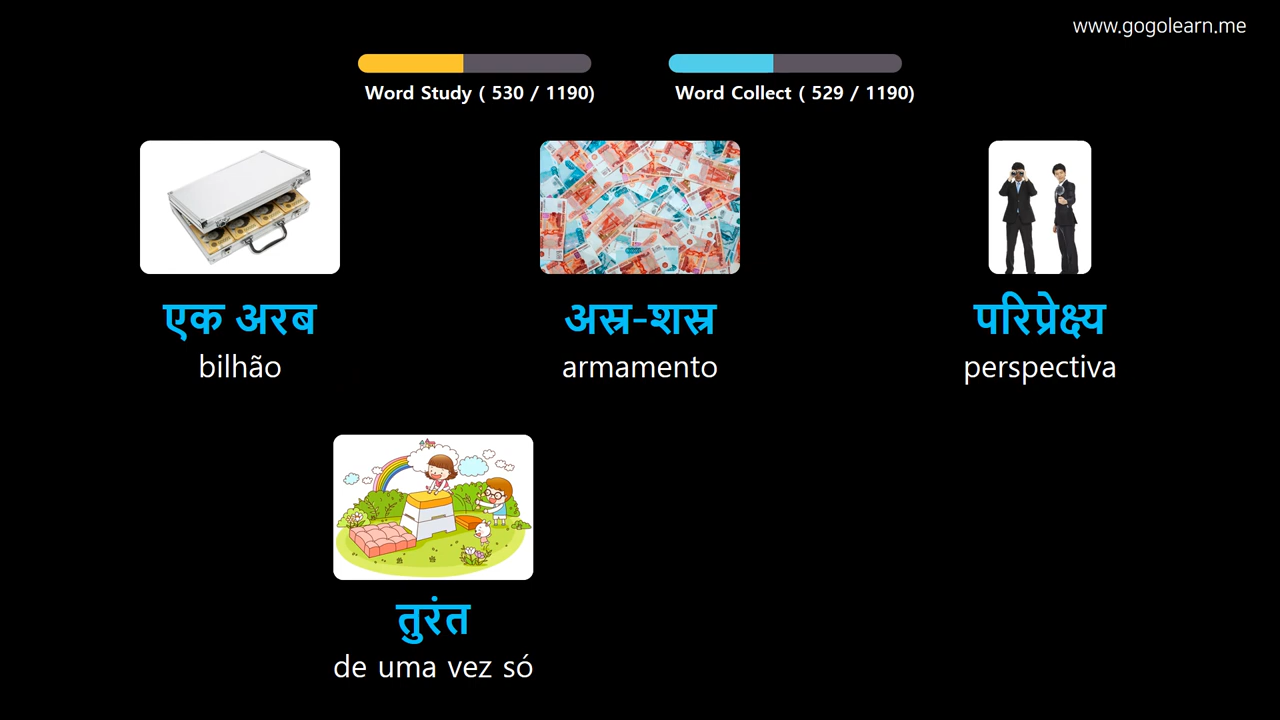 www.gogolearn.me
Word Study ( 530 / 1190)
Word Collect ( 529 / 1190)
एक अरब
bilhão
अस्र-शस्र
armamento
परिप्रेक्ष्य
perspectiva
तुरंत
de uma vez só